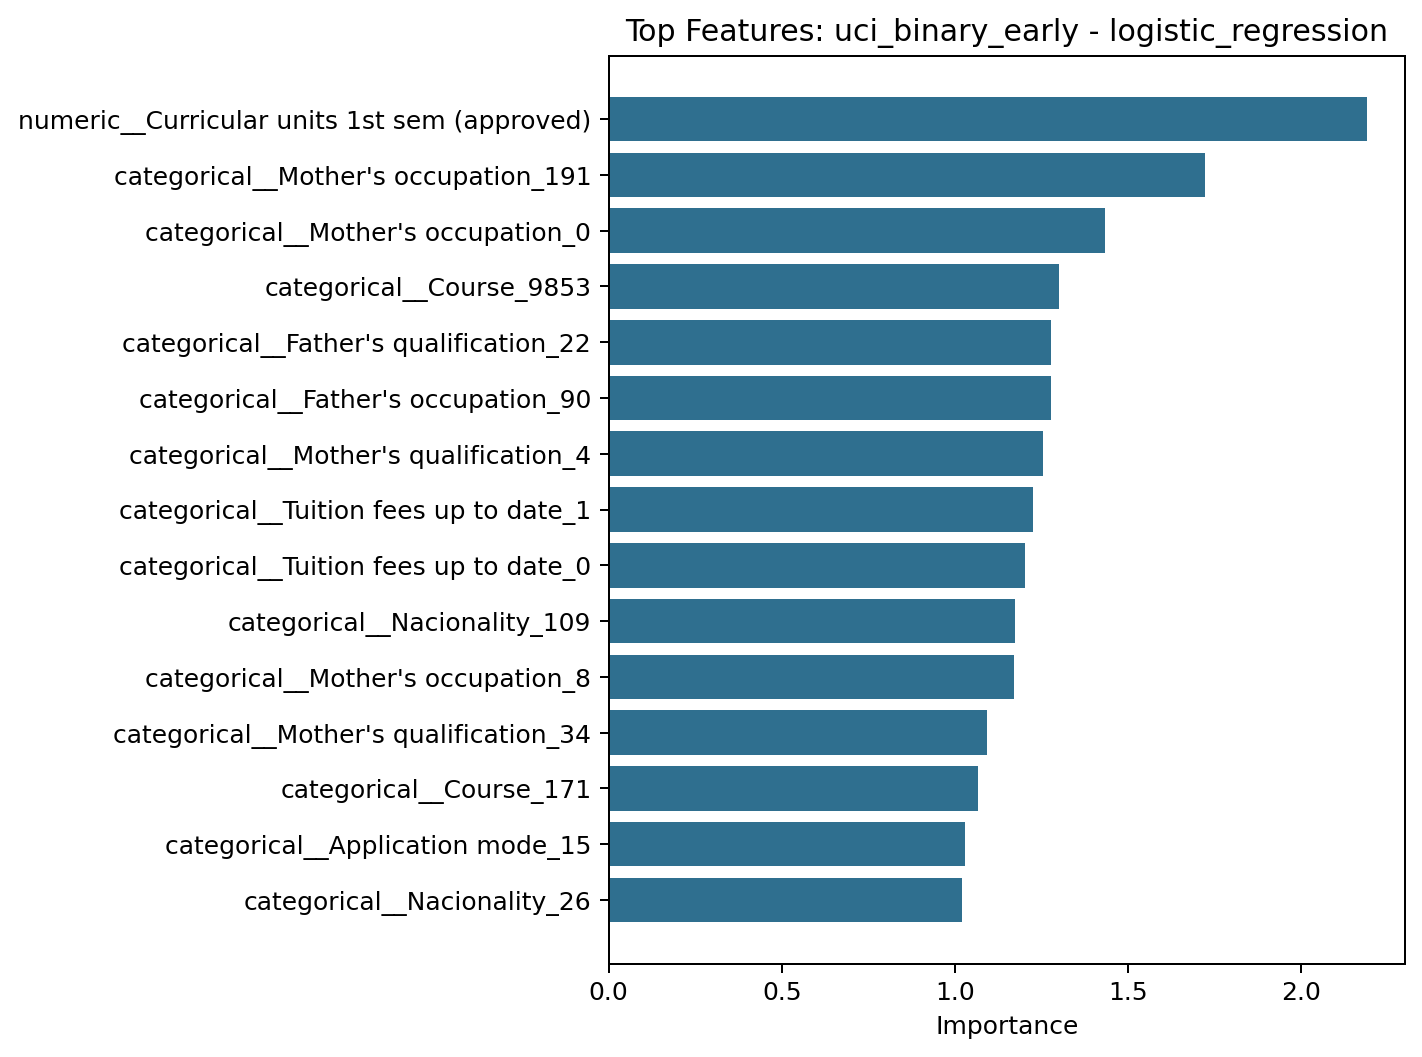 Top Features: uci_binary_early - logistic_regression
numeric__Curricular units 1st sem (approved)
categorical__Mother's occupation_191
categorical__Mother's occupation_0
categorical__Course_9853
categorical__Father's qualification_22
categorical__Father's occupation_90
categorical__Mother's qualification_4
categorical__Tuition fees up to date_1
categorical__Tuition fees up to date_0
categorical__Nacionality_109
categorical__Mother's occupation_8
categorical__Mother's qualification_34
categorical__Course_171
categorical__Application mode_15
categorical__Nacionality_26
0.0 0.5 1.0 1.5 2.0
Importance